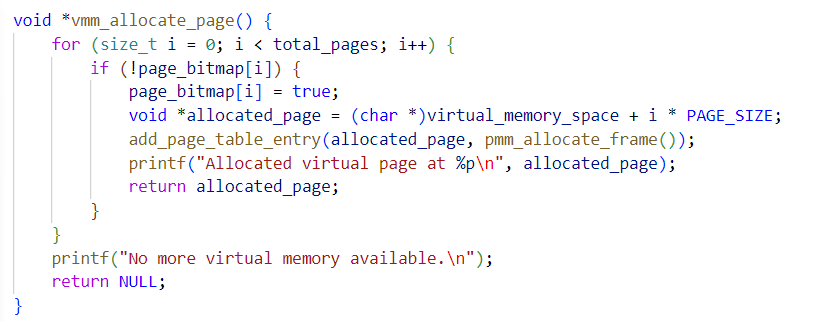 void *vmm_allocate_page() {
    for (size_t i = 0; i < total_pages; i++) {
        if (!page_bitmap[i]) {
            page_bitmap[i] = true;
            void *allocated_page = (char *)virtual_memory_space + i * PAGE_SIZE;
            add_page_table_entry(allocated_page, pmm_allocate_frame());
            printf("Allocated virtual page at %p\n", allocated_page);
            return allocated_page;
        }
    }
    printf("No more virtual memory available.\n");
    return NULL;
}